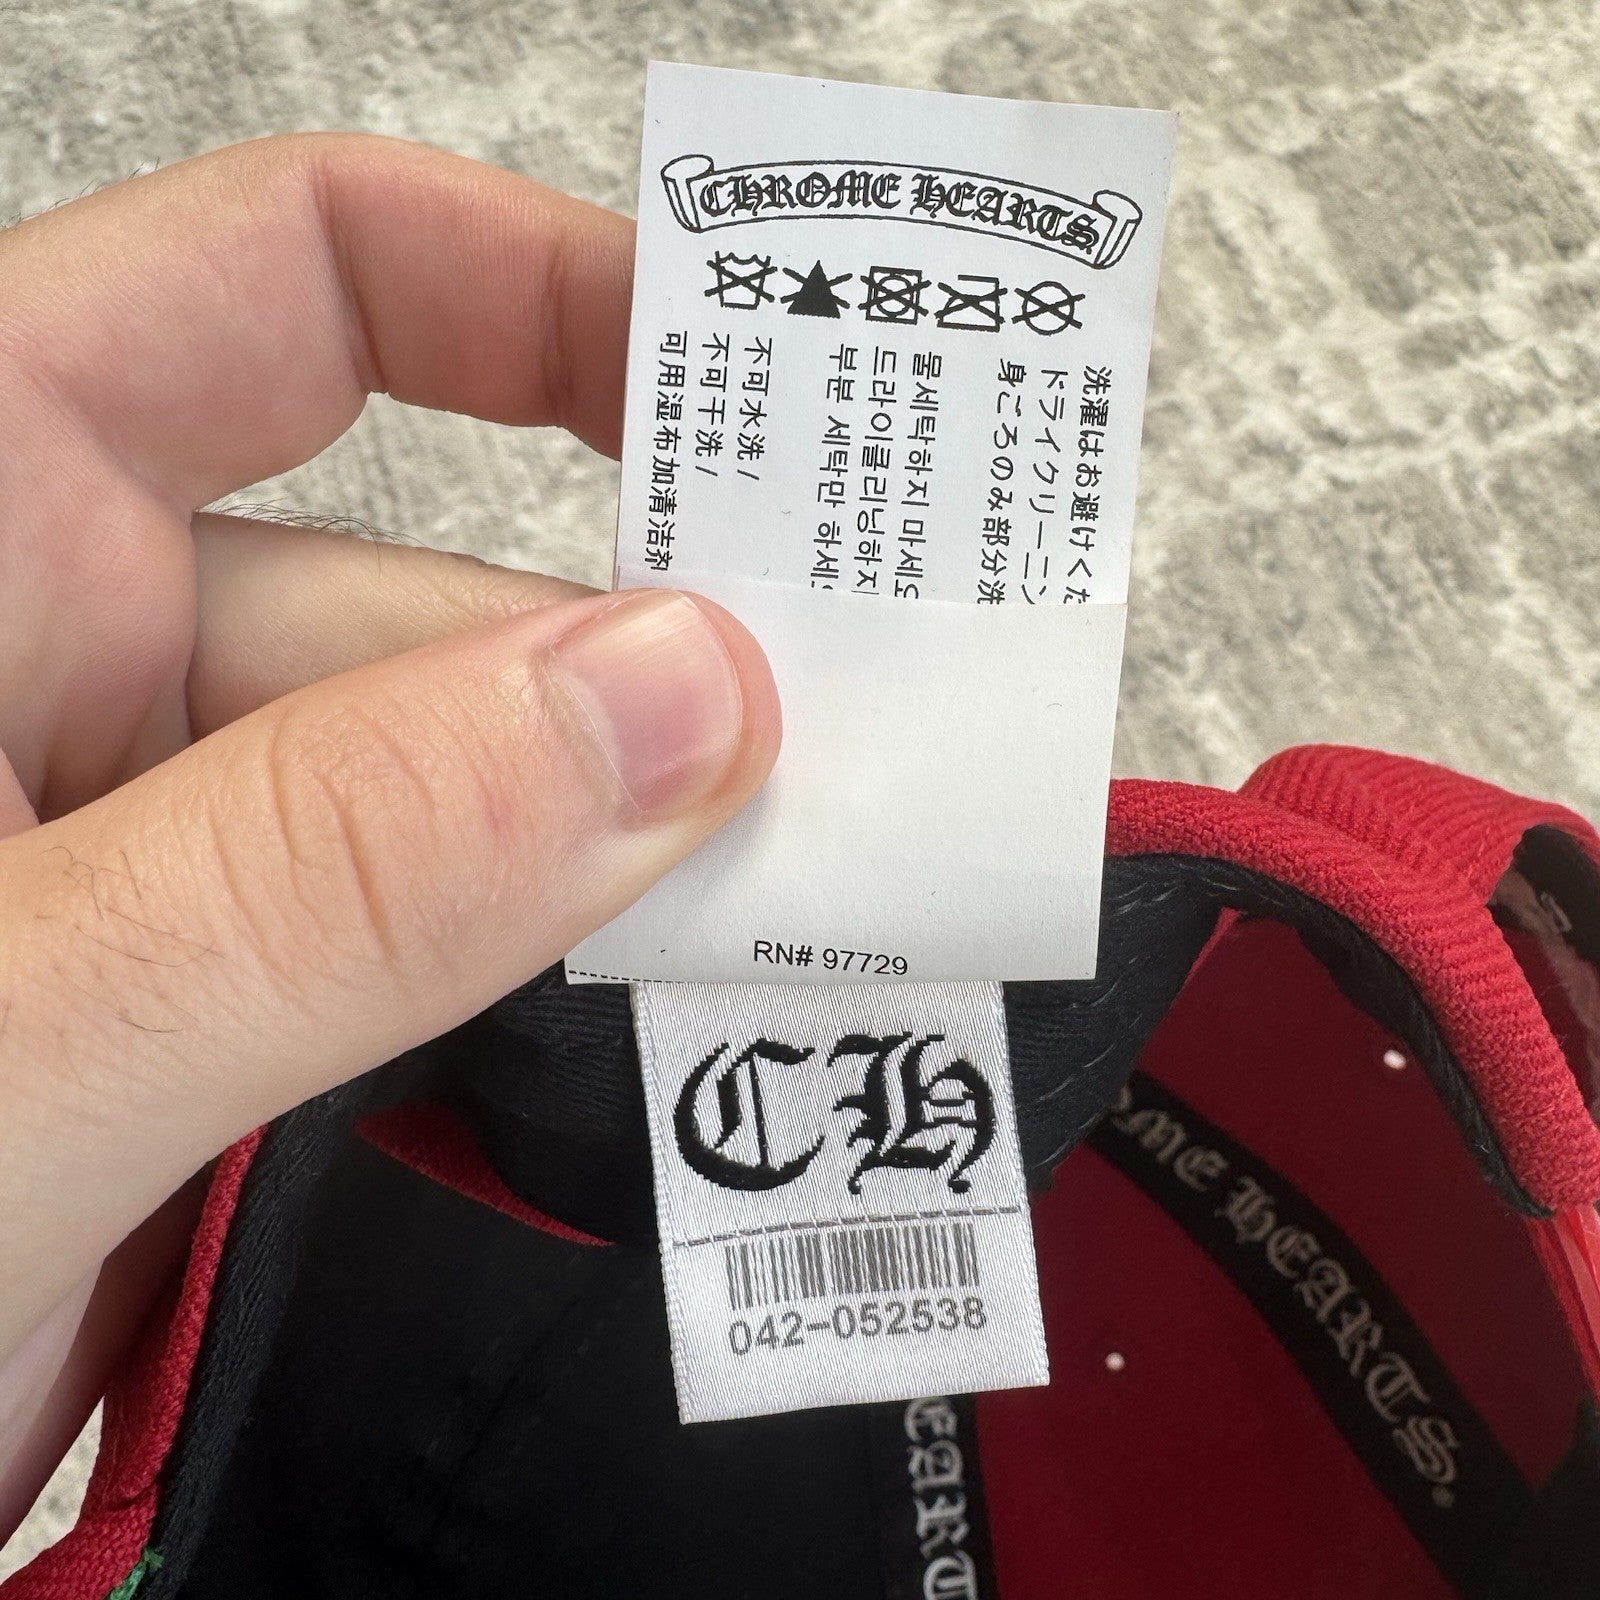 CHROME HEARTS
洗濯はお避けくだ
ドライクリーニン
身ごろのみ部分洗
물세탁하지 마세요
드라이클리닝하지
부분 세탁만 하세
不可水洗/
不可干洗/
可用湿布加清洁剂
RN# 97729
CH
042-052538
ME HEARTS
EART